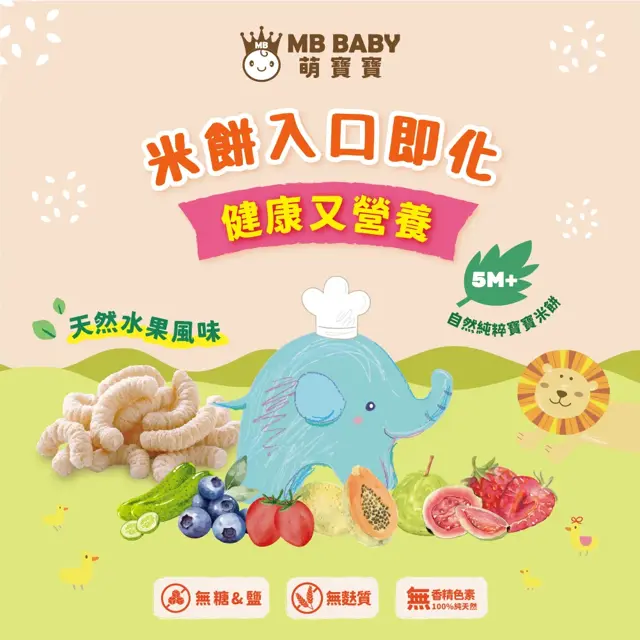 MB
MB BABY
萌寶寶
米餅入口即化
健康又營養
5M+
自然純粹寶寶米餅
天然水果風味
無糖&鹽
無麩質
無香精色素
100%純天然